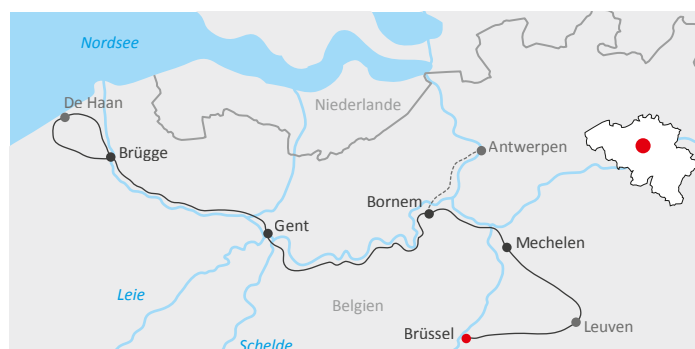 Nordsee
De Haan
Niederlande
Brügge
Antwerpen
Bornem
Gent
Mechelen
Leie
Belgien
Schelde
Brüssel
Leuven